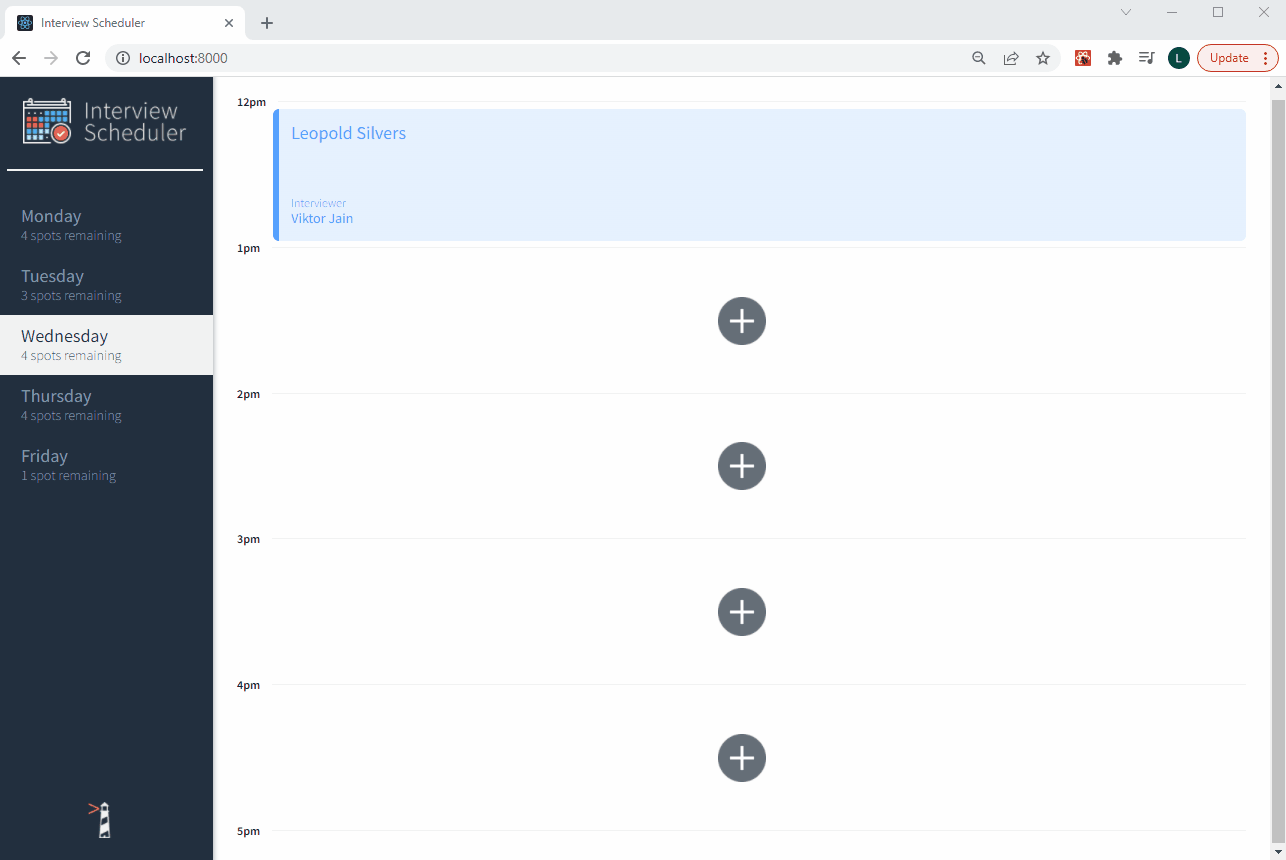 Interview Scheduler
localhost:8000
L
Update
Interview
Scheduler
Monday
4 spots remaining
Tuesday
3 spots remaining
Wednesday
4 spots remaining
Thursday
4 spots remaining
Friday
1 spot remaining
12pm
Leopold Silvers
Interviewer
Viktor Jain
1pm
2pm
3pm
4pm
5pm